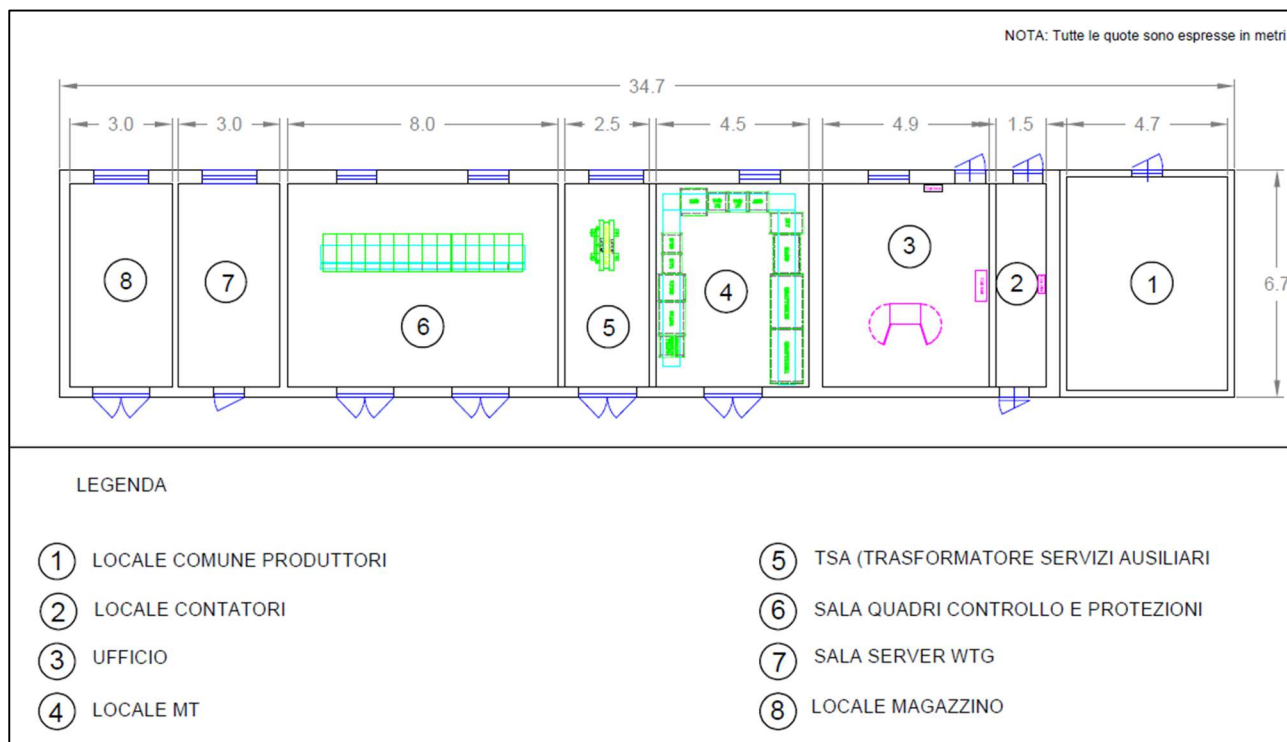 NOTA: Tutte le quote sono espresse in metri
34.7
3.0 3.0 8.0 2.5 4.5 4.9 1.5 4.7
6.7
8 7 6 5 4 3 2 1
LEGENDA
1 LOCALE COMUNE PRODUTTORI
2 LOCALE CONTATORI
3 UFFICIO
4 LOCALE MT
5 TSA (TRASFORMATORE SERVIZI AUSILIARI
6 SALA QUADRI CONTROLLO E PROTEZIONI
7 SALA SERVER WTG
8 LOCALE MAGAZZINO